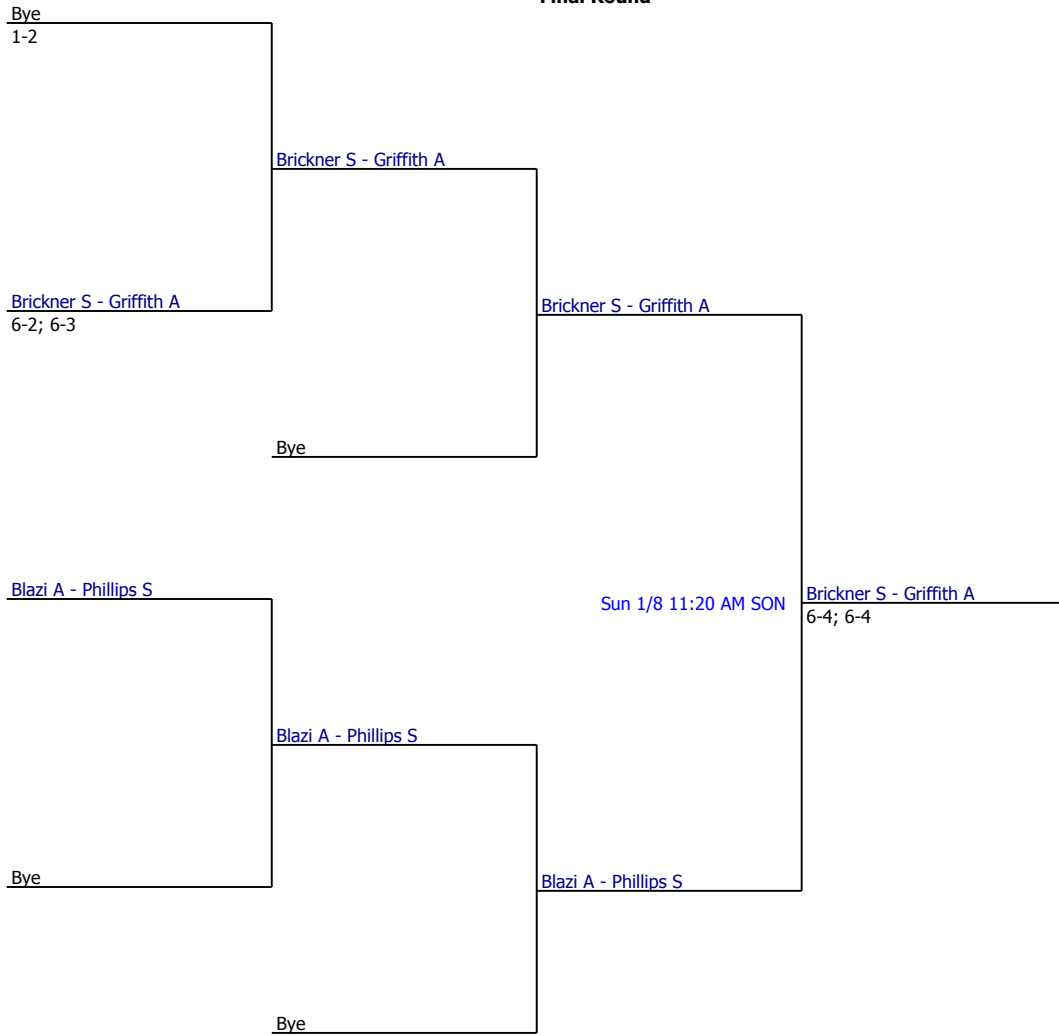 Final Round
Bye
1-2
Brickner S - Griffith A
Brickner S - Griffith A
6-2; 6-3
Brickner S - Griffith A
Bye
Blazi A - Phillips S
Sun 1/8 11:20 AM SON
Brickner S - Griffith A
6-4; 6-4
Blazi A - Phillips S
Bye
Blazi A - Phillips S
Bye